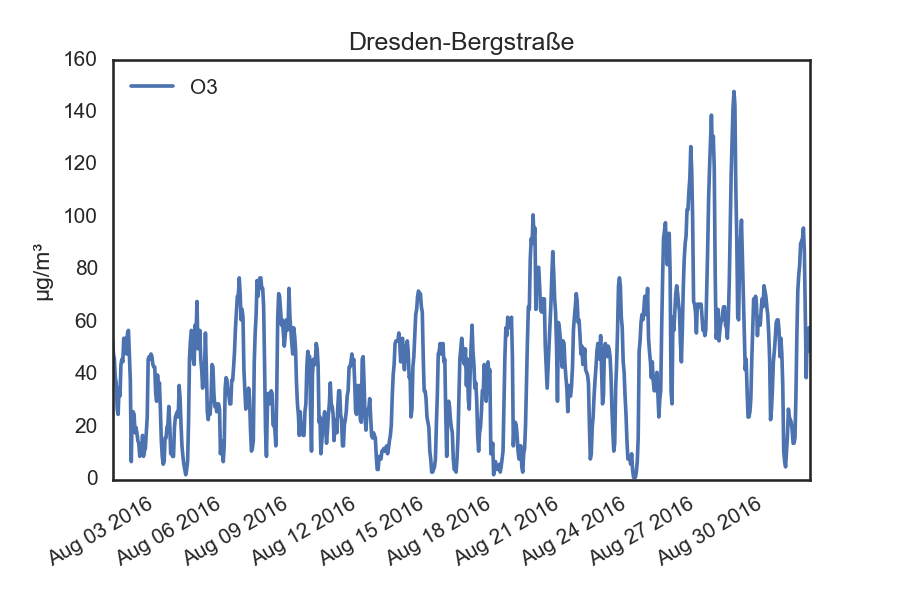 Dresden-Bergstraße
O3
µg/m³
160
140
120
100
80
60
40
20
0
Aug 03 2016
Aug 06 2016
Aug 09 2016
Aug 12 2016
Aug 15 2016
Aug 18 2016
Aug 21 2016
Aug 24 2016
Aug 27 2016
Aug 30 2016